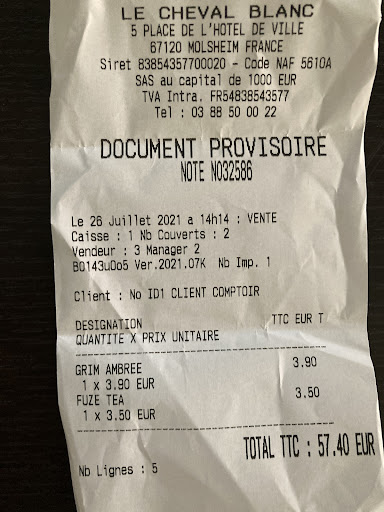 LE CHEVAL BLANC
5 PLACE DE L'HOTEL DE VILLE
67120 MOLSHEIM FRANCE
Siret 83854357700020 - Code NAF 5610A
SAS au capital de 1000 EUR
TVA Intra. FR54838543577
Tel : 03 88 50 00 22
DOCUMENT PROVISOIRE
NOTE NO32586
Le 26 Juillet 2021 a 14h14 : VENTE
Caisse : 1 Nb Couverts : 2
Vendeur : 3 Manager 2
B0143u0o5 Ver.2021.07K Nb Imp. 1
Client : No ID1 CLIENT COMPTOIR
DESIGNATION TTC EUR T
QUANTITE X PRIX UNITAIRE
GRIM AMBREE 3.90
1 x 3.90 EUR
FUZE TEA 3.50
1 x 3.50 EUR
TOTAL TTC : 57.40 EUR
Nb Lignes : 5